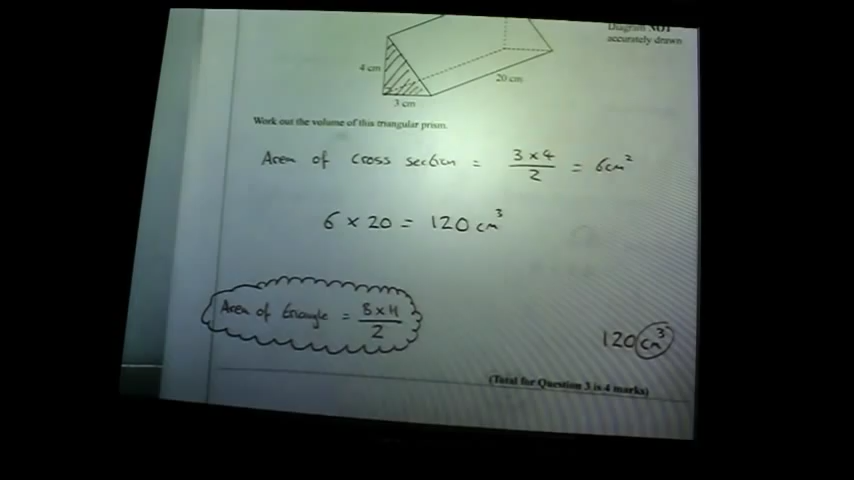 Diagram NOT
accurately drawn
4 cm
20 cm
3 cm
Work out the volume of this triangular prism.
Area of cross section = 3 x 4 / 2 = 6cm²
6 x 20 = 120 cm³
Area of triangle = B x H / 2
120 cm³
(Total for Question 3 is 4 marks)